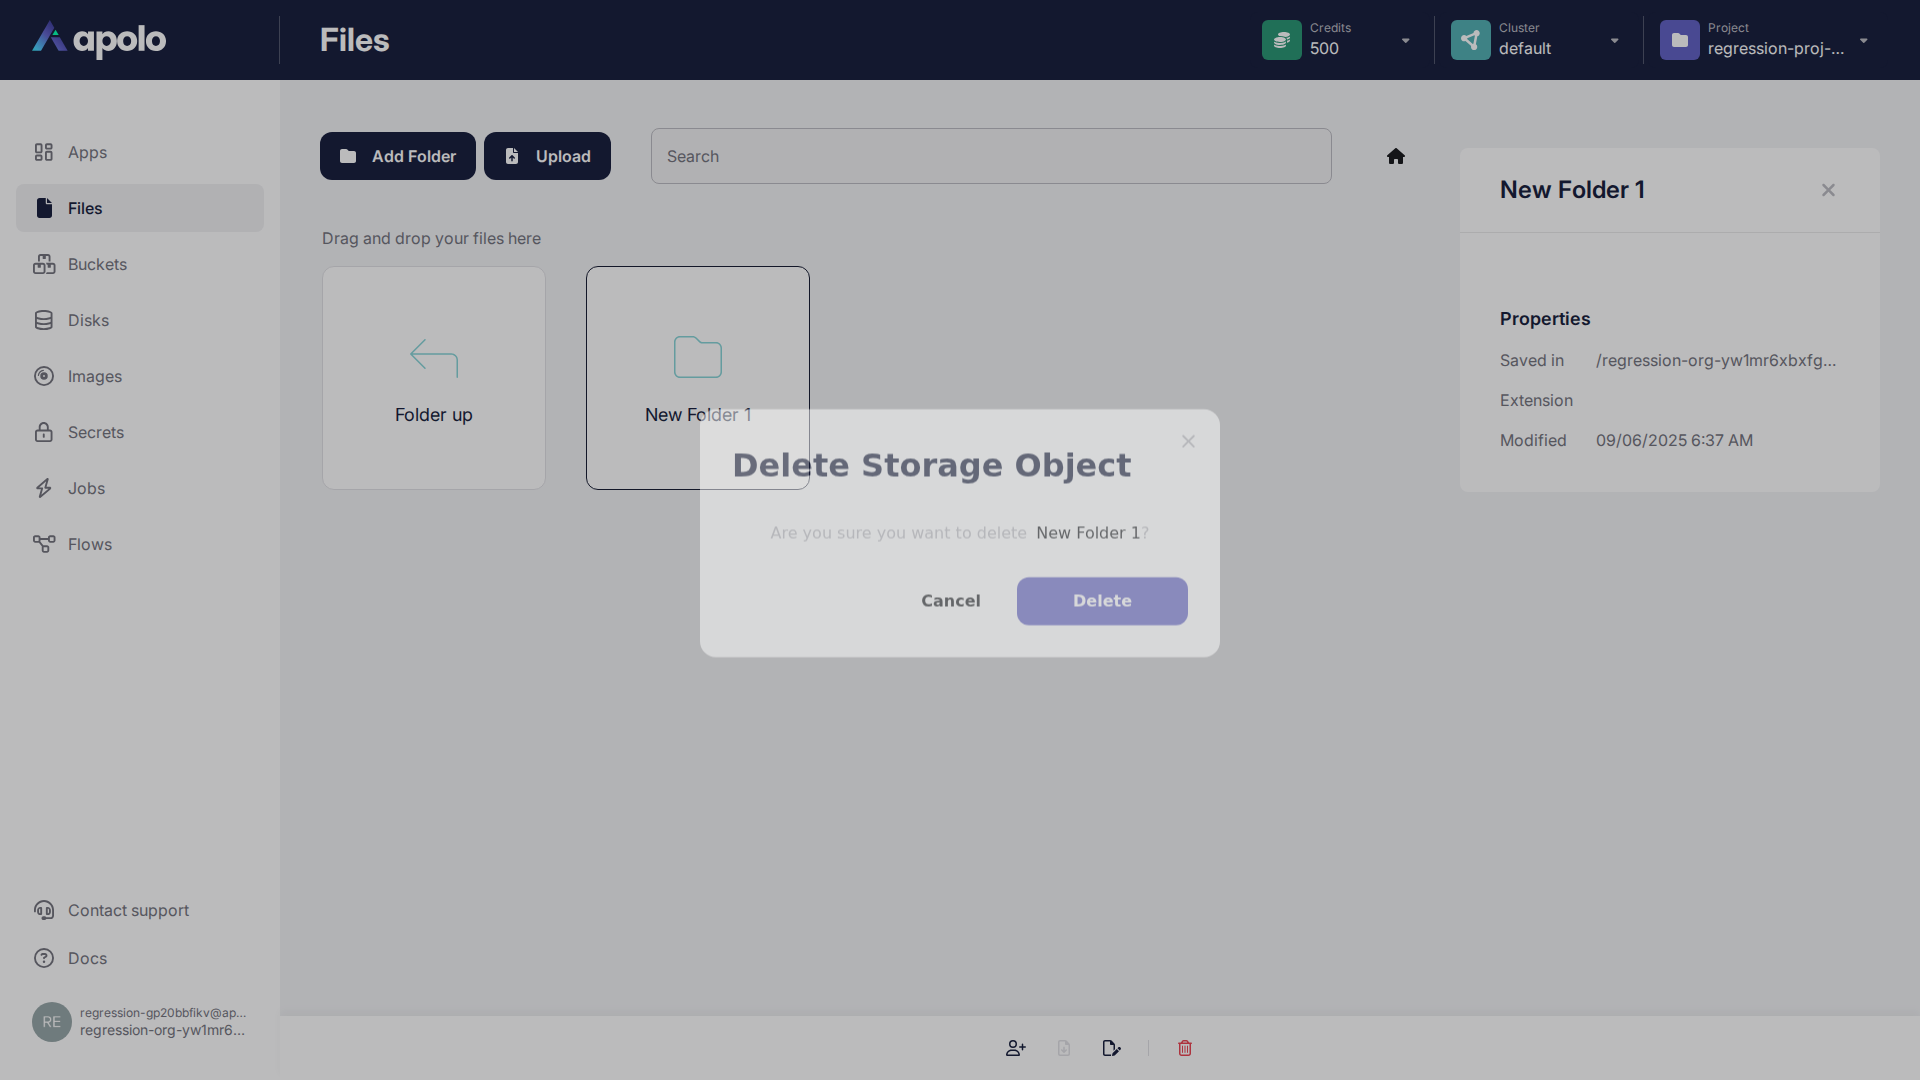 apolo
Files
Credits
500
Cluster
default
Project
regression-proj-...
Apps
Files
Buckets
Disks
Images
Secrets
Jobs
Flows
Contact support
Docs
RE
regression-gp20bbfikv@ap...
regression-org-yw1mr6...
Add Folder
Upload
Search
Drag and drop your files here
Folder up
New Folder 1
New Folder 1
Properties
Saved in /regression-org-yw1mr6xbxfg...
Extension
Modified 09/06/2025 6:37 AM
Delete Storage Object
Are you sure you want to delete New Folder 1?
Cancel
Delete